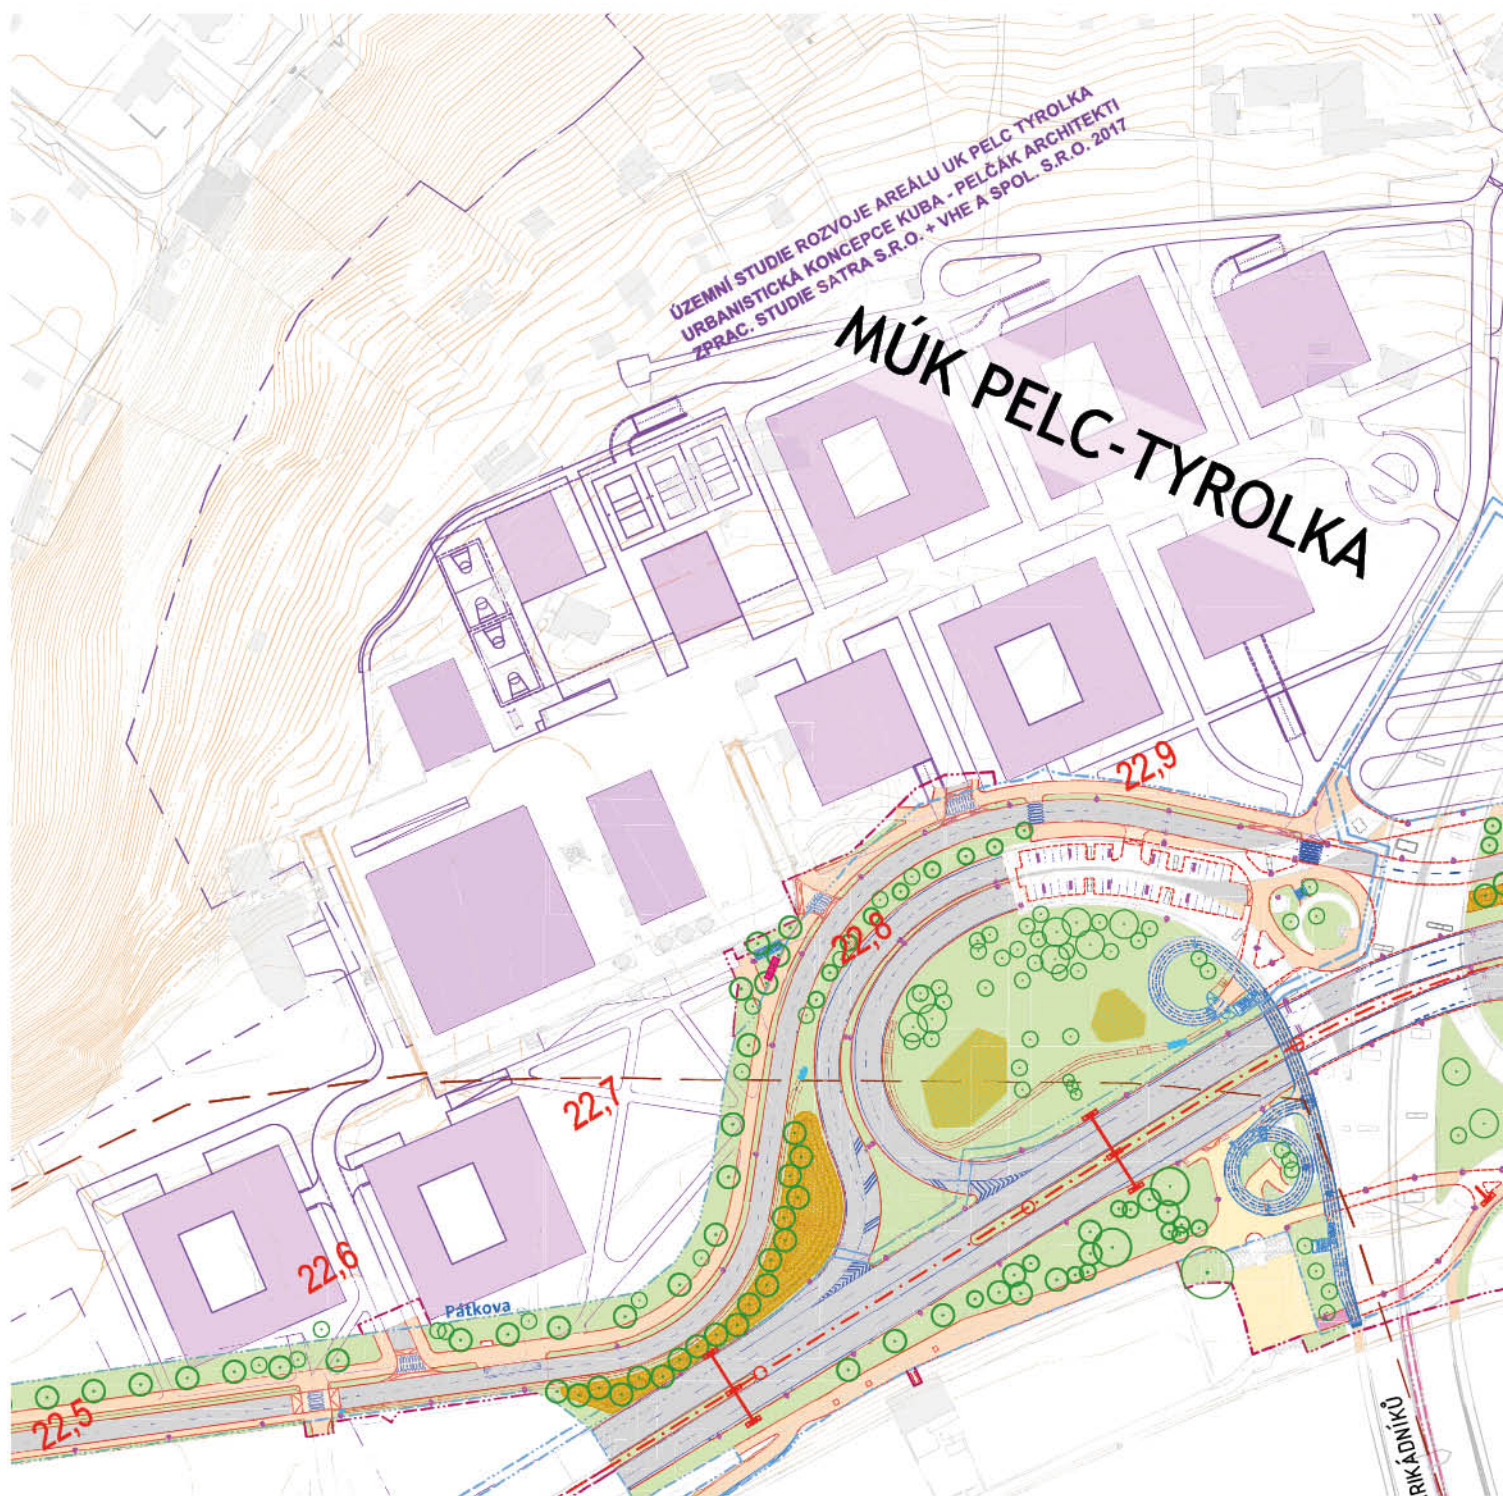 ÚZEMNÍ STUDIE ROZVOJE AREÁLU UK PELC TYROLKA
URBANISTICKÁ KONCEPCE KUBA - PELČÁK ARCHITEKTI
ZPRAC. STUDIE SATRA S.R.O. + VHE A SPOL. S.R.O. 2017
MÚK PELC-TYROLKA
22,9
22,8
22,7
22,6
Pátkova
22,5
RIKÁDNÍKŮ